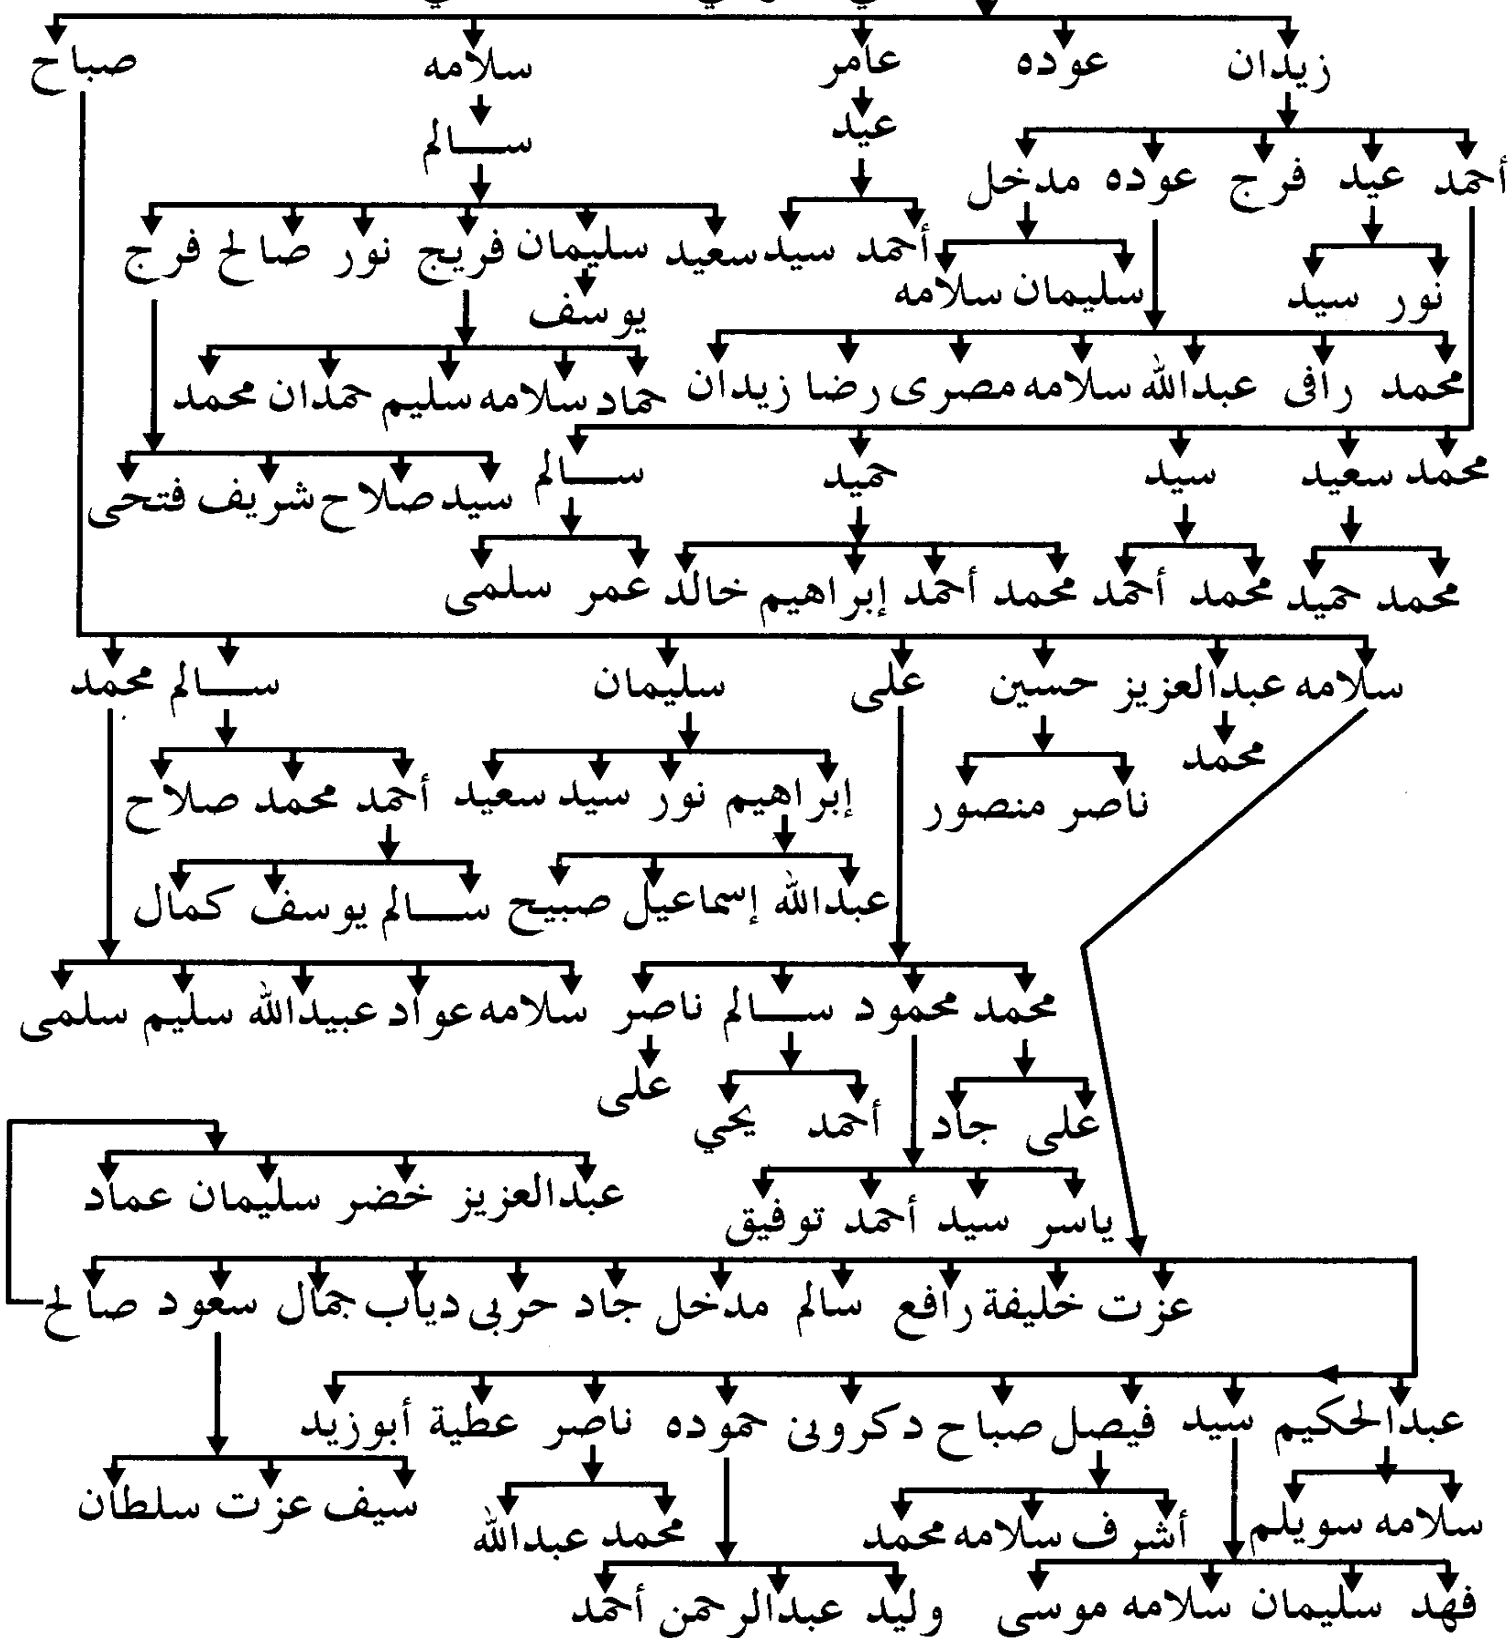 زيدان عوده عامر سلامه صباح
عيد سـالم
أحمد عيد فرج عوده مدخل
أحمد سيد سعيد سليمان فريج نور صالح فرج
نور سيد سليمان سلامه يوسف
محمد رافى عبدالله سلامه مصرى رضا زيدان حماد سلامه سليم حمدان محمد
محمد سعيد سيد حميد سـالم سيد صلاح شريف فتحى
محمد حميد محمد أحمد محمد أحمد إبراهيم خالد عمر سلمى
سلامه عبدالعزيز حسين على سليمان سـالم محمد
محمد
ناصر منصور إبراهيم نور سيد سعيد أحمد محمد صلاح
عبدالله إسماعيل صبيح سـالم يوسف كمال
محمد محمود سـالم ناصر سلامه عواد عبيدالله سليم سلمى
على
على جاد أحمد يحي
عبدالعزيز خضر سليمان عماد
ياسر سيد أحمد توفيق
عزت خليفة رافع سالم مدخل جاد حربى دياب جمال سعود صالح
عبدالحكيم سيد فيصل صباح دكرونى حموده ناصر عطية أبوزيد
سيف عزت سلطان
سلامه سويلم أشرف سلامه محمد محمد عبدالله
فهد سليمان سلامه موسى وليد عبدالرحمن أحمد